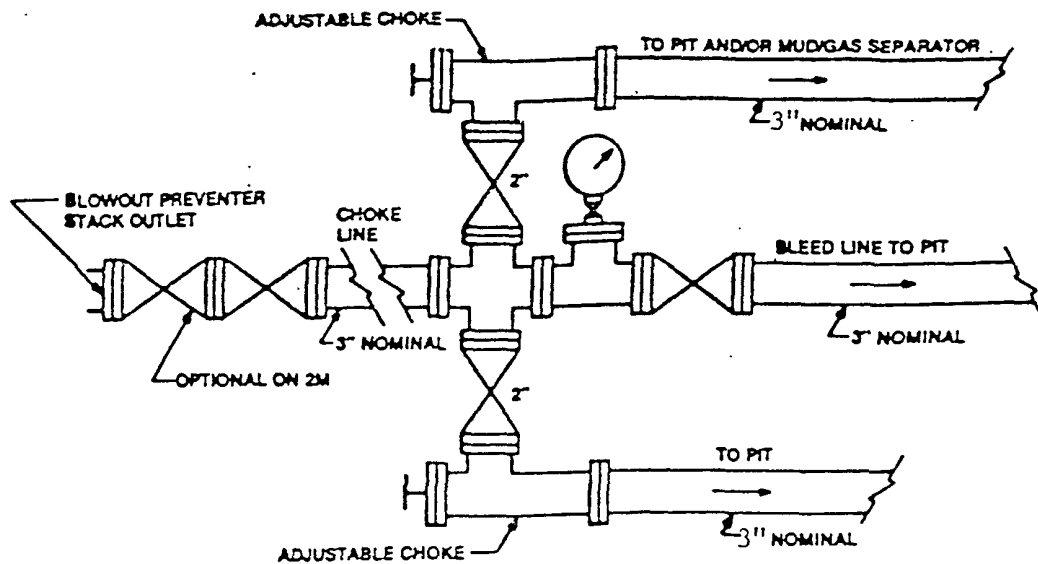 ADJUSTABLE CHOKE
TO PIT AND/OR MUD/GAS SEPARATOR
3" NOMINAL
2"
BLOWOUT PREVENTER
STACK OUTLET
CHOKE
LINE
BLEED LINE TO PIT
3" NOMINAL
3" NOMINAL
OPTIONAL ON 2M
2"
TO PIT
3" NOMINAL
ADJUSTABLE CHOKE